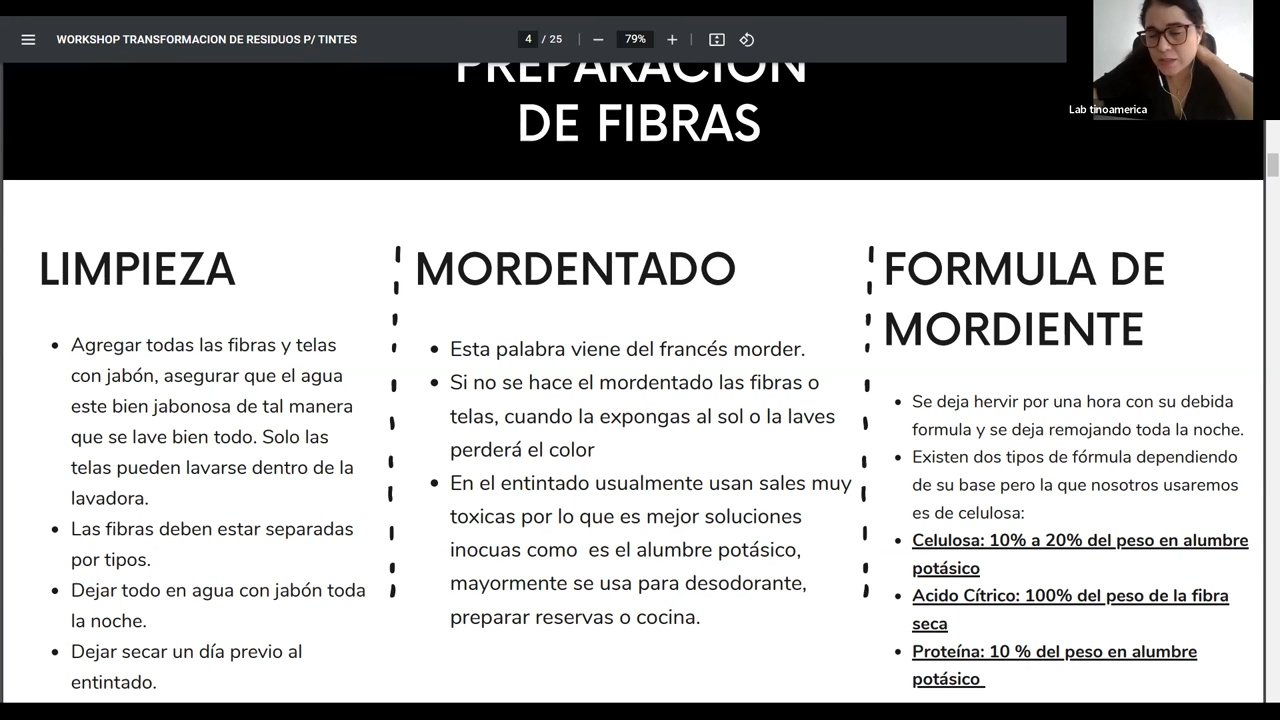 WORKSHOP TRANSFORMACION DE RESIDUOS P/ TINTES
4 / 25
79%
Lab tinoamerica
PREPARACIÓN
DE FIBRAS
LIMPIEZA
Agregar todas las fibras y telas
con jabón, asegurar que el agua
este bien jabonosa de tal manera
que se lave bien todo. Solo las
telas pueden lavarse dentro de la
lavadora.
Las fibras deben estar separadas
por tipos.
Dejar todo en agua con jabón toda
la noche.
Dejar secar un día previo al
entintado.
MORDENTADO
Esta palabra viene del francés morder.
Si no se hace el mordentado las fibras o
telas, cuando la expongas al sol o la laves
perderá el color
En el entintado usualmente usan sales muy
toxicas por lo que es mejor soluciones
inocuas como es el alumbre potásico,
mayormente se usa para desodorante,
preparar reservas o cocina.
FORMULA DE
MORDIENTE
Se deja hervir por una hora con su debida
formula y se deja remojando toda la noche.
Existen dos tipos de fórmula dependiendo
de su base pero la que nosotros usaremos
es de celulosa:
Celulosa: 10% a 20% del peso en alumbre
potásico
Acido Cítrico: 100% del peso de la fibra
seca
Proteína: 10 % del peso en alumbre
potásico